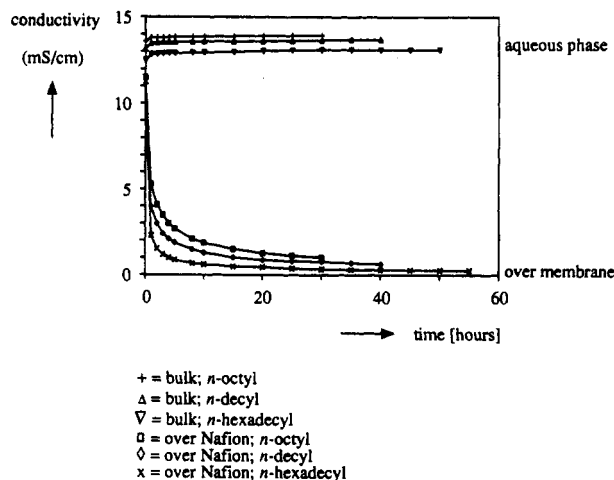 conductivity
(mS/cm)
15
10
5
0
aqueous phase
over membrane
0
20
40
60
time [hours]
+ = bulk; n-octyl
△ = bulk; n-decyl
▽ = bulk; n-hexadecyl
□ = over Nafion; n-octyl
◇ = over Nafion; n-decyl
x = over Nafion; n-hexadecyl